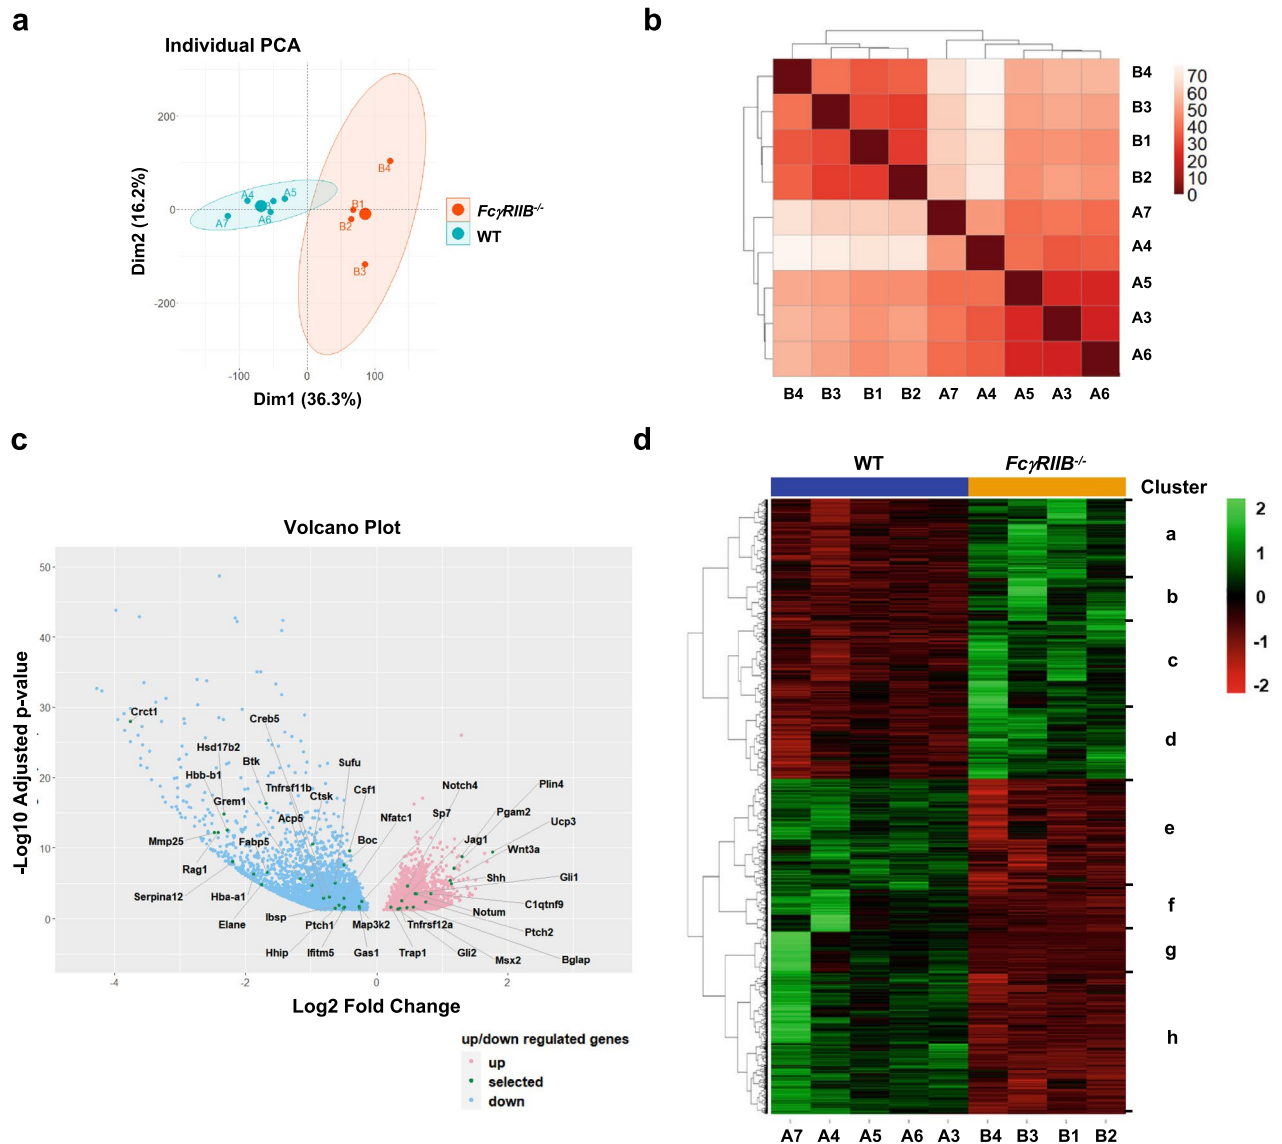 a
Individual PCA
200
0
-200
-100
0
100
Dim2 (16.2%)
Dim1 (36.3%)
A4
A5
A6
A7
B4
B1
B2
B3
FcγRIIB-/-
WT
b
B4
B3
B1
B2
A7
A4
A5
A3
A6
B4 B3 B1 B2 A7 A4 A5 A3 A6
70
60
50
40
30
20
10
0
c
Volcano Plot
-Log10 Adjusted p-value
50
40
30
20
10
0
-4
-2
0
2
Log2 Fold Change
Crct1
Creb5
Hsd17b2
Btk
Sufu
Hbb-b1
Tnfrsf11b
Ctsk
Csf1
Notch4
Plin4
Grem1
Acp5
Nfatc1
Sp7
Pgam2
Ucp3
Mmp25
Fabp5
Boc
Jag1
Wnt3a
Rag1
Shh
Gli1
Serpina12
Hba-a1
C1qtnf9
Elane
Ibsp
Ptch1
Map3k2
Tnfrsf12a
Notum
Ptch2
Hhip
Ifitm5
Gas1
Trap1
Gli2
Msx2
Bglap
up/down regulated genes
up
selected
down
d
WT
FcγRIIB-/-
Cluster
a
b
c
d
e
f
g
h
2
1
0
-1
-2
A7 A4 A5 A6 A3 B4 B3 B1 B2